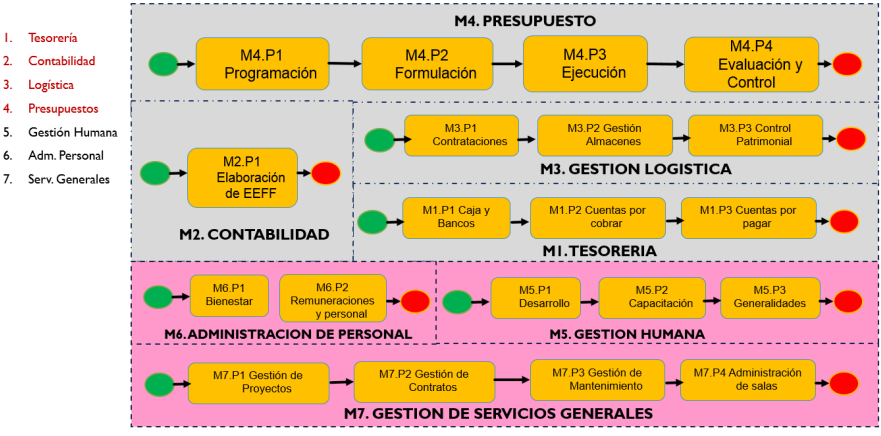 1. Tesorería
2. Contabilidad
3. Logística
4. Presupuestos
5. Gestión Humana
6. Adm. Personal
7. Serv. Generales
M4. PRESUPUESTO
M4.P1
Programación
M4.P2
Formulación
M4.P3
Ejecución
M4.P4
Evaluación y
Control
M2.P1
Elaboración
de EEFF
M2. CONTABILIDAD
M3.P1
Contrataciones
M3.P2 Gestión
Almacenes
M3.P3 Control
Patrimonial
M3. GESTION LOGISTICA
M1.P1 Caja y
Bancos
M1.P2 Cuentas por
cobrar
M1.P3 Cuentas por
pagar
M1. TESORERIA
M6.P1
Bienestar
M6.P2
Remuneraciones
y personal
M6. ADMINISTRACION DE PERSONAL
M5.P1
Desarrollo
M5.P2
Capacitación
M5.P3
Generalidades
M5. GESTION HUMANA
M7.P1 Gestión de
Proyectos
M7.P2 Gestión de
Contratos
M7.P3 Gestión de
Mantenimiento
M7.P4 Administración
de salas
M7. GESTION DE SERVICIOS GENERALES